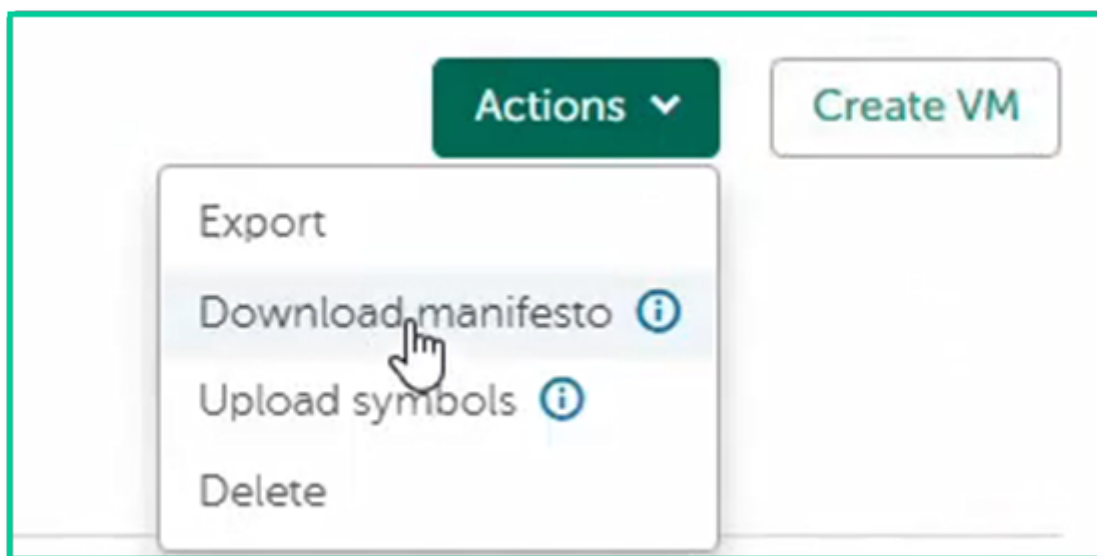 Actions
Create VM
Export
Download manifesto
Upload symbols
Delete